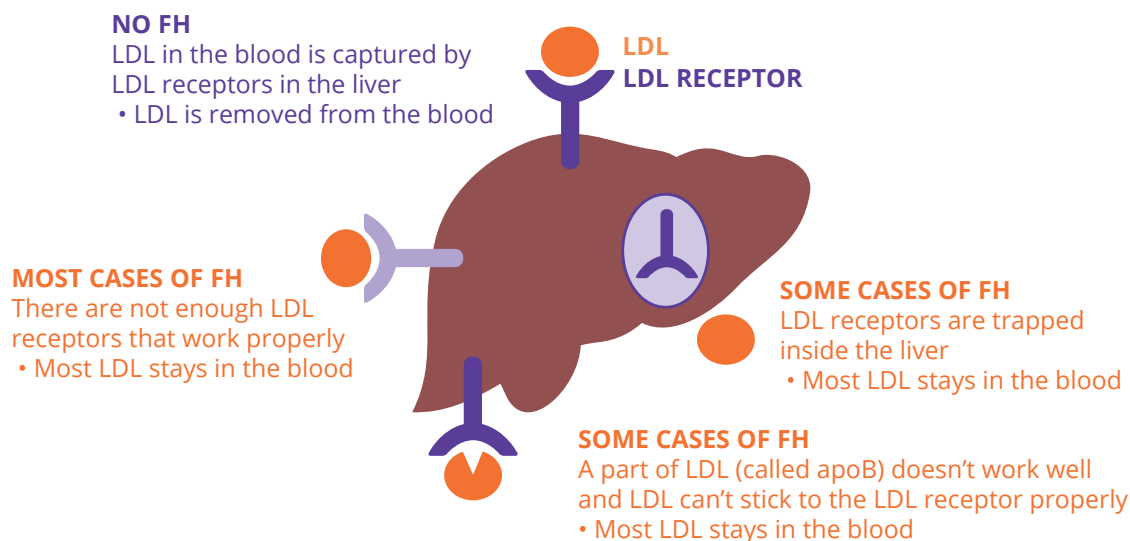 NO FH
LDL in the blood is captured by
LDL receptors in the liver
• LDL is removed from the blood
LDL
LDL RECEPTOR
MOST CASES OF FH
There are not enough LDL
receptors that work properly
• Most LDL stays in the blood
SOME CASES OF FH
LDL receptors are trapped
inside the liver
• Most LDL stays in the blood
SOME CASES OF FH
A part of LDL (called apoB) doesn’t work well
and LDL can’t stick to the LDL receptor properly
• Most LDL stays in the blood